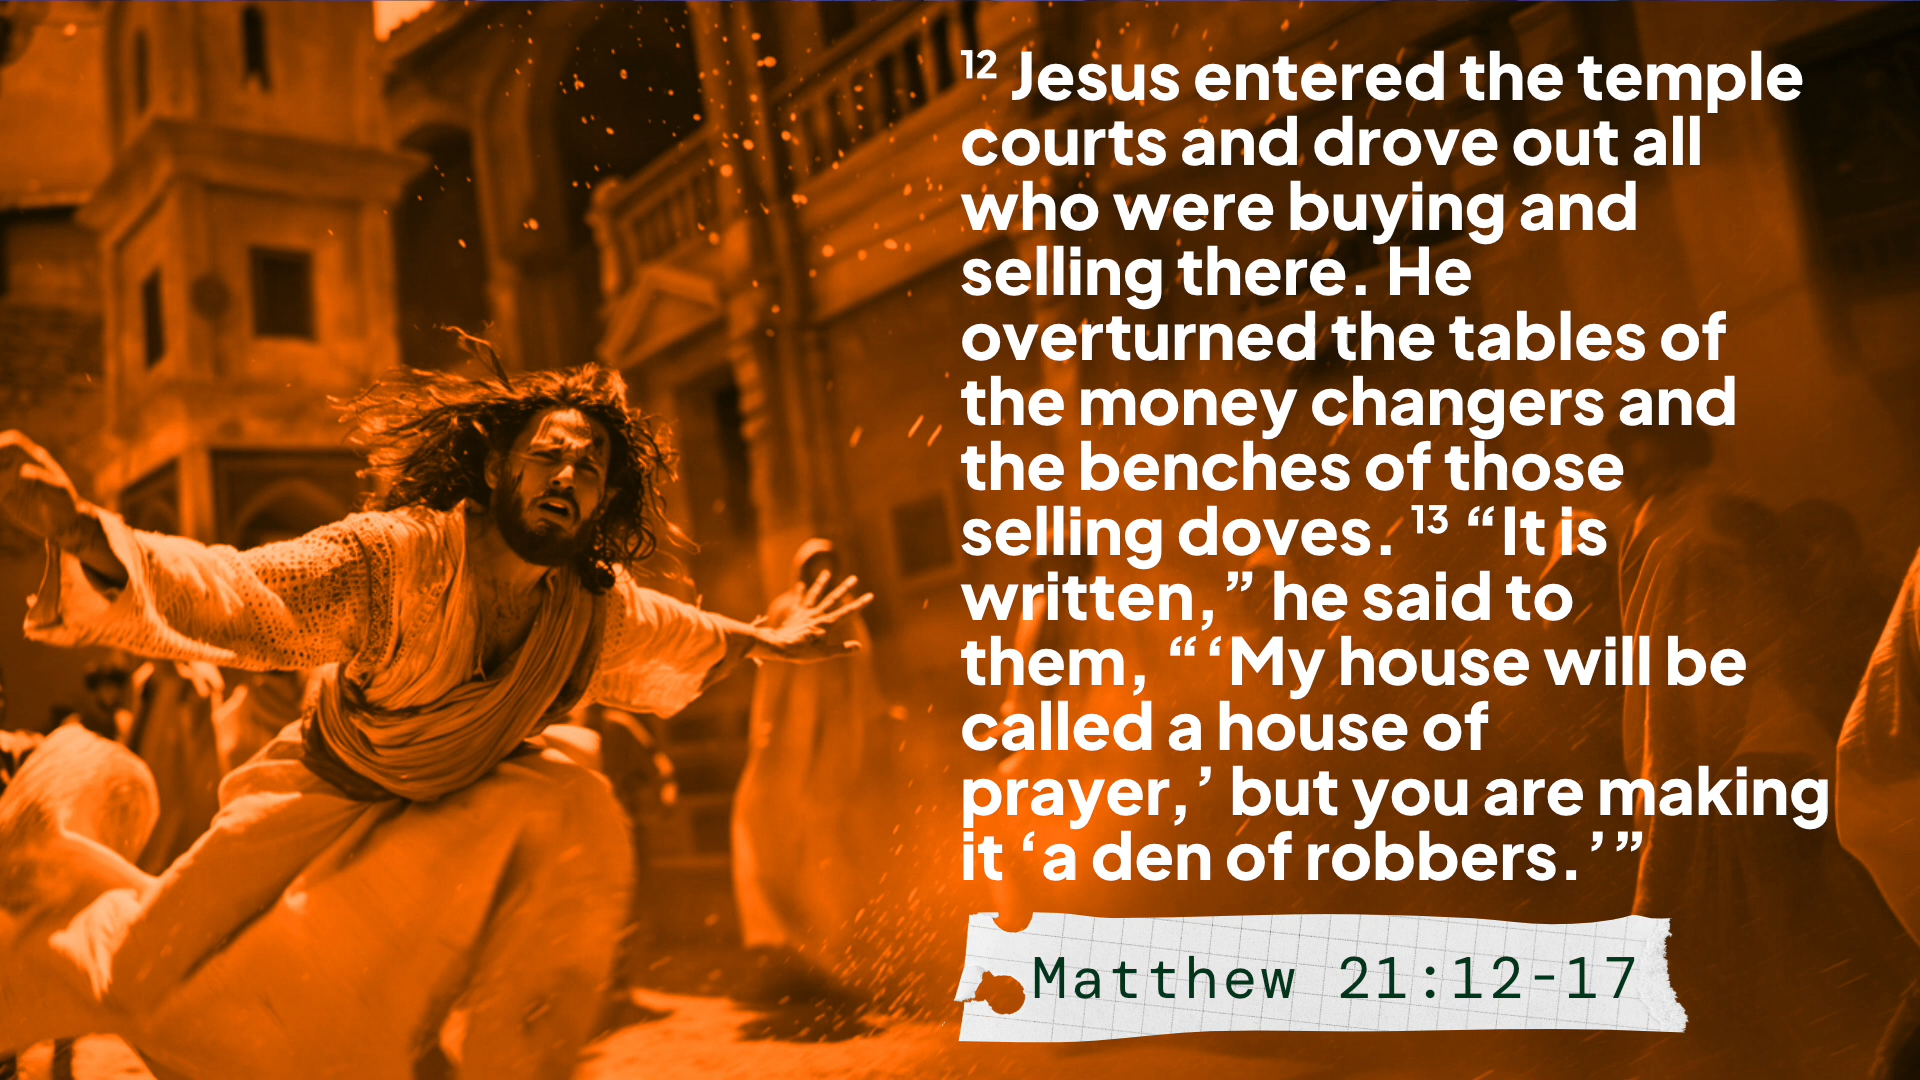 ¹² Jesus entered the temple
courts and drove out all
who were buying and
selling there. He
overturned the tables of
the money changers and
the benches of those
selling doves. ¹³ “It is
written,” he said to
them, “‘My house will be
called a house of
prayer,’ but you are making
it ‘a den of robbers.’”
Matthew 21:12-17